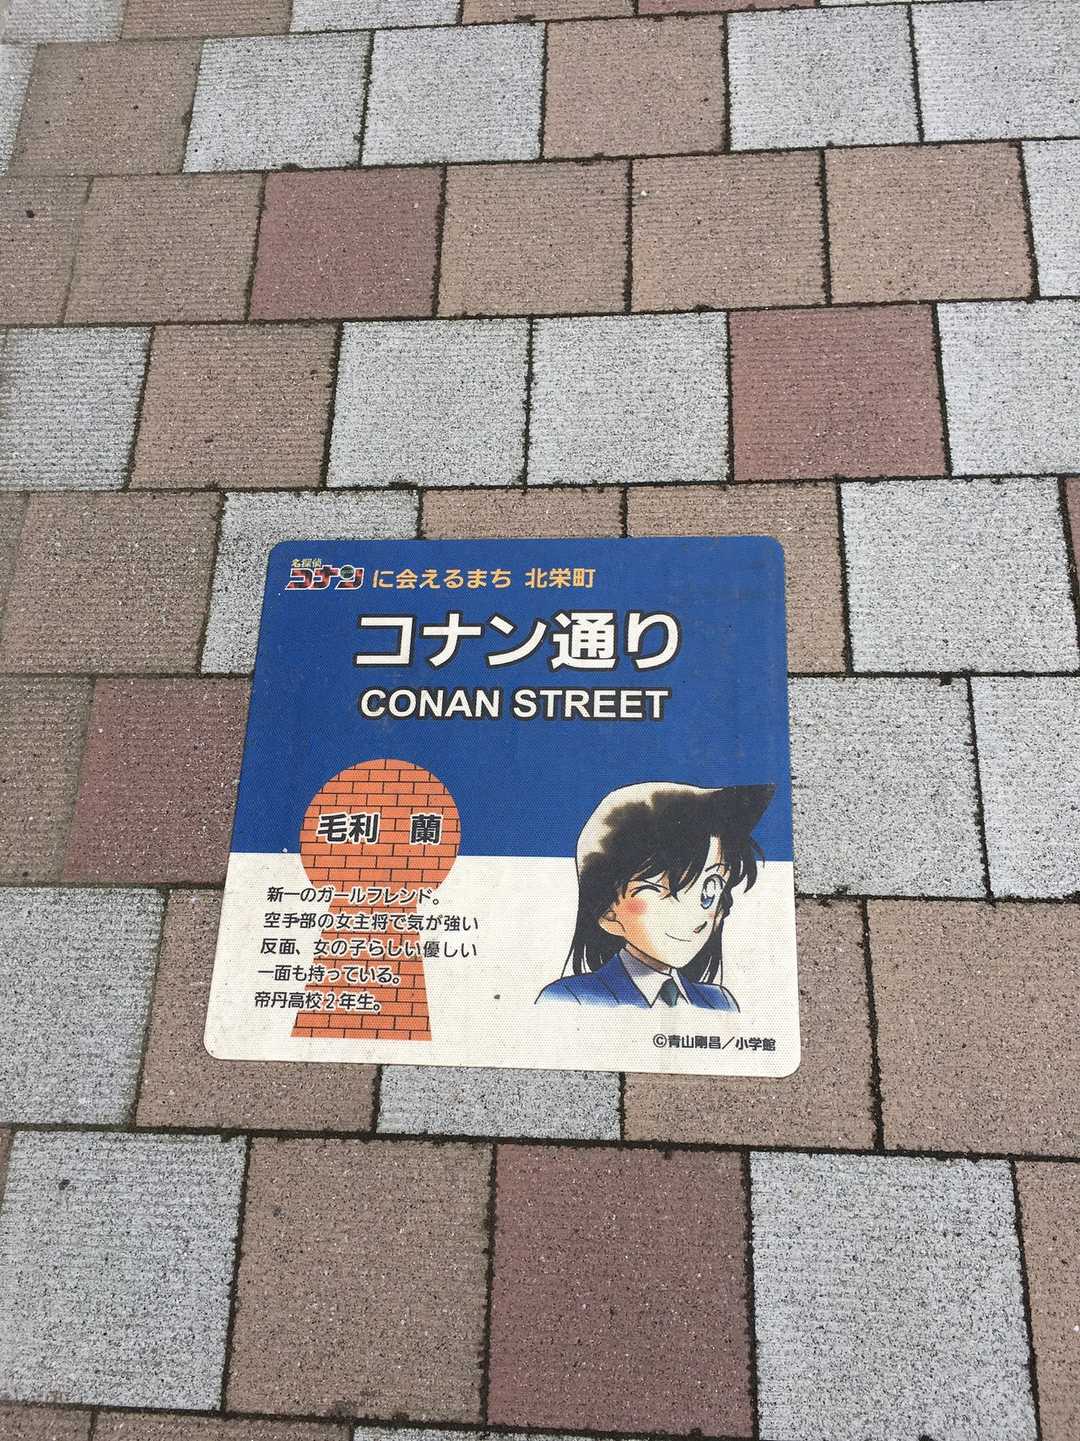 名探偵
コナン に会えるまち 北栄町
コナン通り
CONAN STREET
毛利 蘭
新一のガールフレンド。
空手部の女主将で気が強い
反面、女の子らしい優しい
一面も持っている。
帝丹高校2年生。
©青山剛昌／小学館